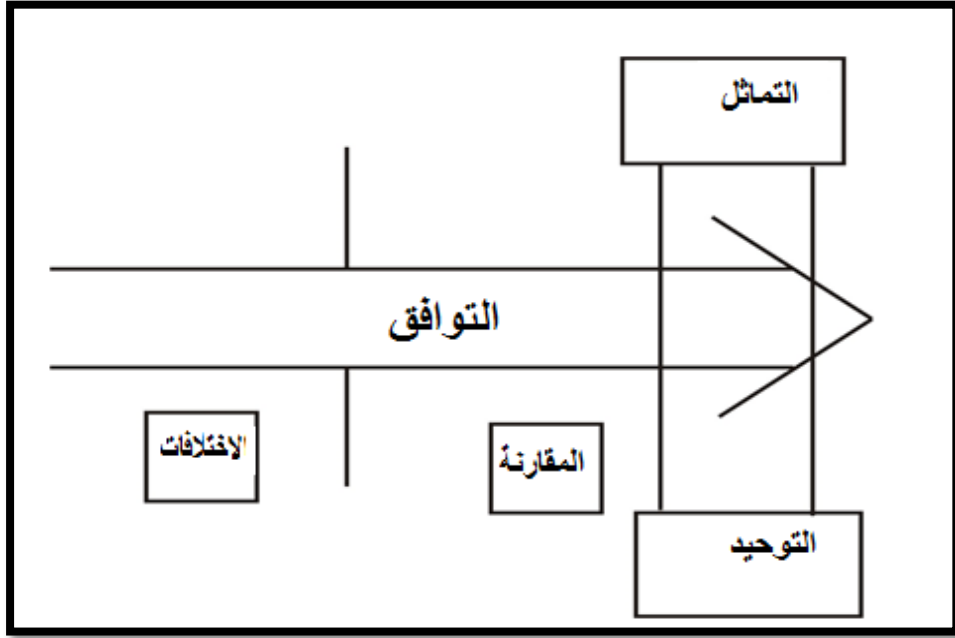 التماثل
التوافق
الاختلافات
المقارنة
التوحيد